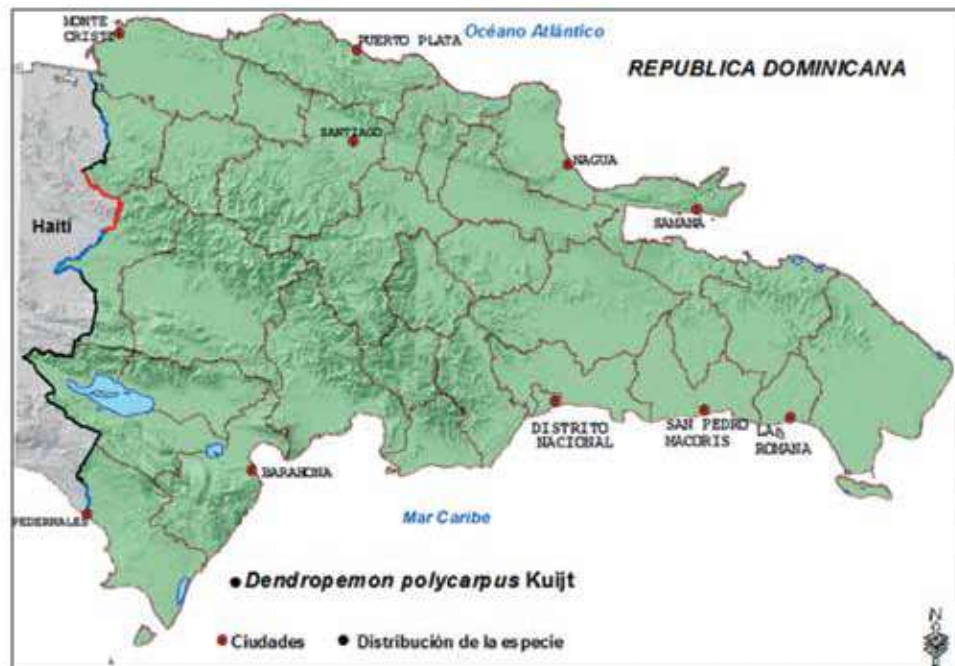 MONTE
CRISTI
PUERTO PLATA
Océano Atlántico
REPUBLICA DOMINICANA
SANTIAGO
NAGUA
Haití
SAMANA
DISTRITO
NACIONAL
SAN PEDRO
MACORIS
LA
ROMANA
BARAHONA
PEDERNALES
Mar Caribe
• Dendropemon polycarpus Kuijt
Ciudades
Distribución de la especie
N